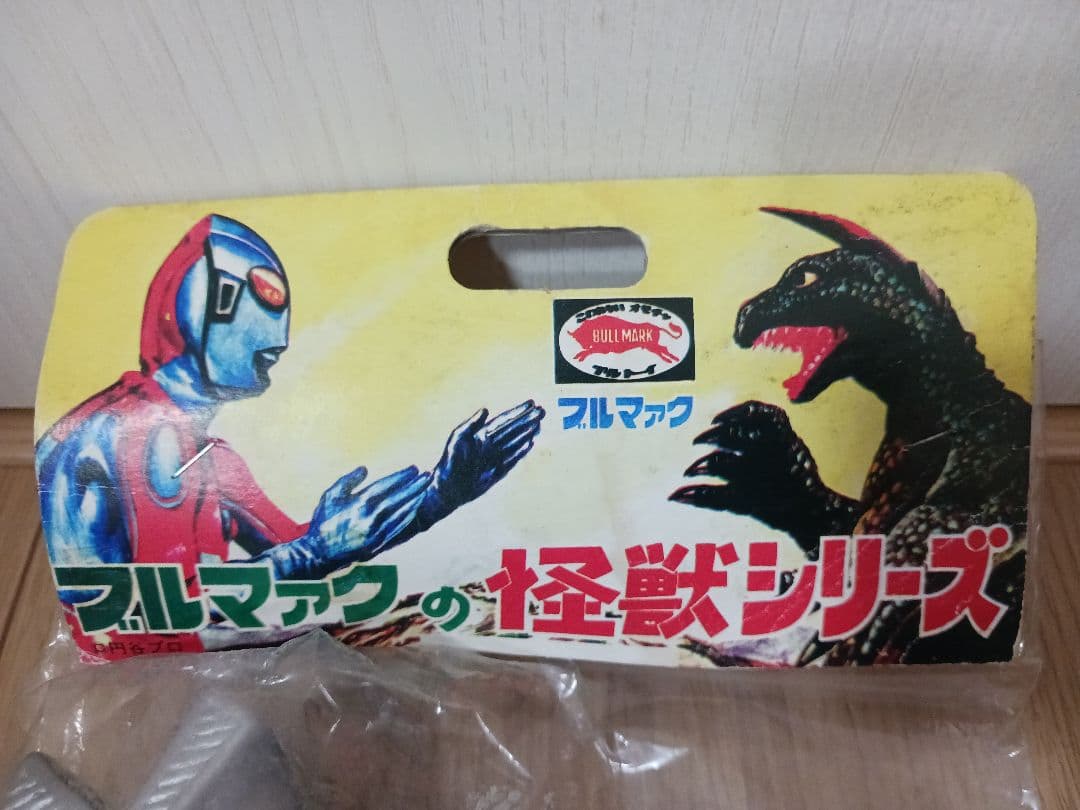 こわれないオモチャ
BULLMARK
ブルトーイ
ブルマァク
ブルマァクの怪獣シリーズ
©円谷プロ